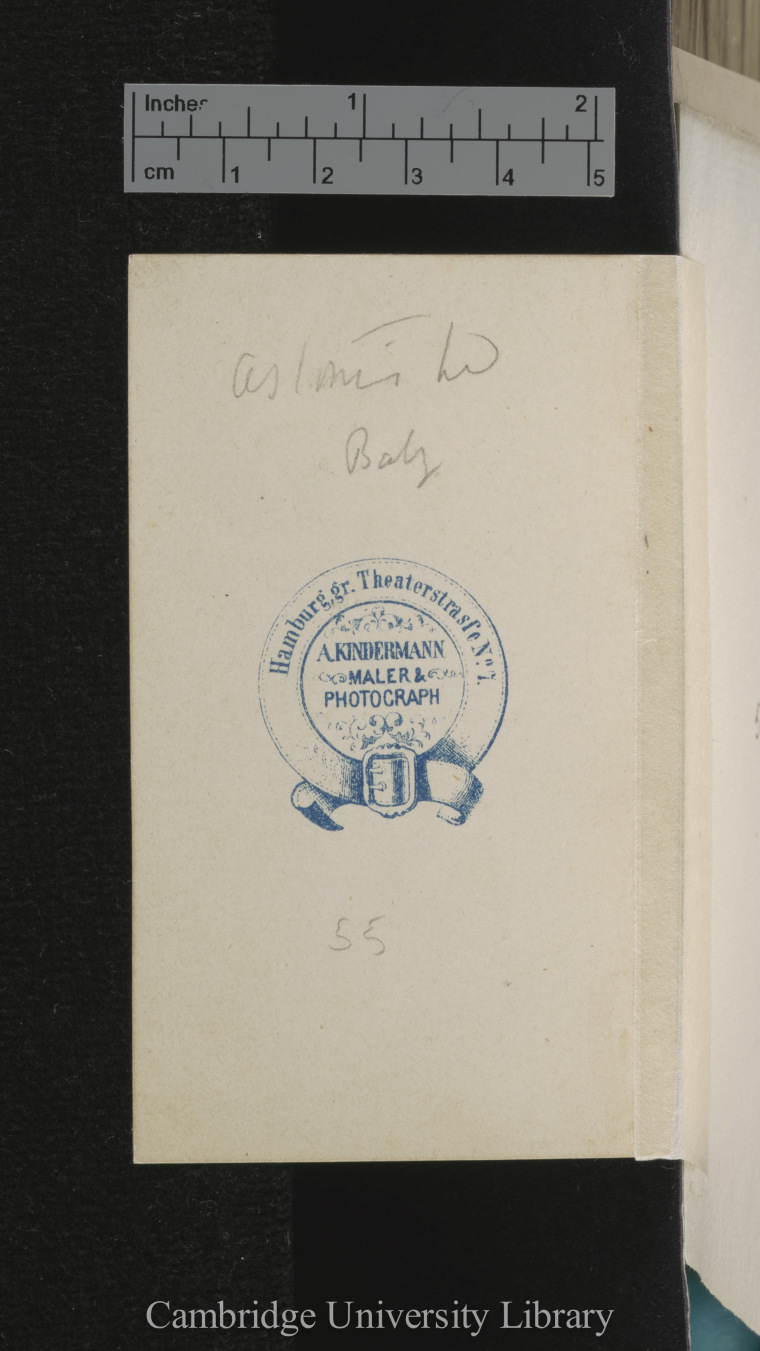 Inches 1 2
cm 1 2 3 4 5
Baby
Hamburg, gr. Theaterstrasse No. 7.
A. KINDERMANN
MALER &
PHOTOGRAPH
55
Cambridge University Library